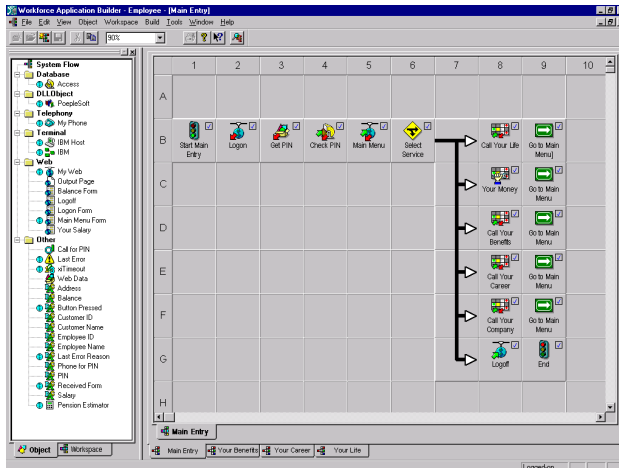 Workforce Application Builder - Employee - [Main Entry]
File Edit View Object Workspace Build Tools Window Help
90%
System Flow
Database
Access
DLLObject
PoepleSoft
Telephony
My Phone
Terminal
IBM Host
IBM
Web
My Web
Output Page
Balance Form
Logoff
Logon Form
Main Menu Form
Your Salary
Other
Call for PIN
Last Error
xiTimeout
Web Data
Address
Balance
Button Pressed
Customer ID
Customer Name
Employee ID
Employee Name
Last Error Reason
Phone for PIN
PIN
Received Form
Salary
Pension Estimator
Object Workspace
1 2 3 4 5 6 7 8 9 10
A
B
Start Main Entry
Logon
Get PIN
Check PIN
Main Menu
Select Service
Call Your Life
Go to Main Menu]
C
Your Money
Go to Main Menu
D
Call Your Benefits
Go to Main Menu
E
Call Your Career
Go to Main Menu
F
Call Your Company
Go to Main Menu
G
Logoff
End
H
Main Entry
Main Entry Your Benefits Your Career Your Life
Logged-on